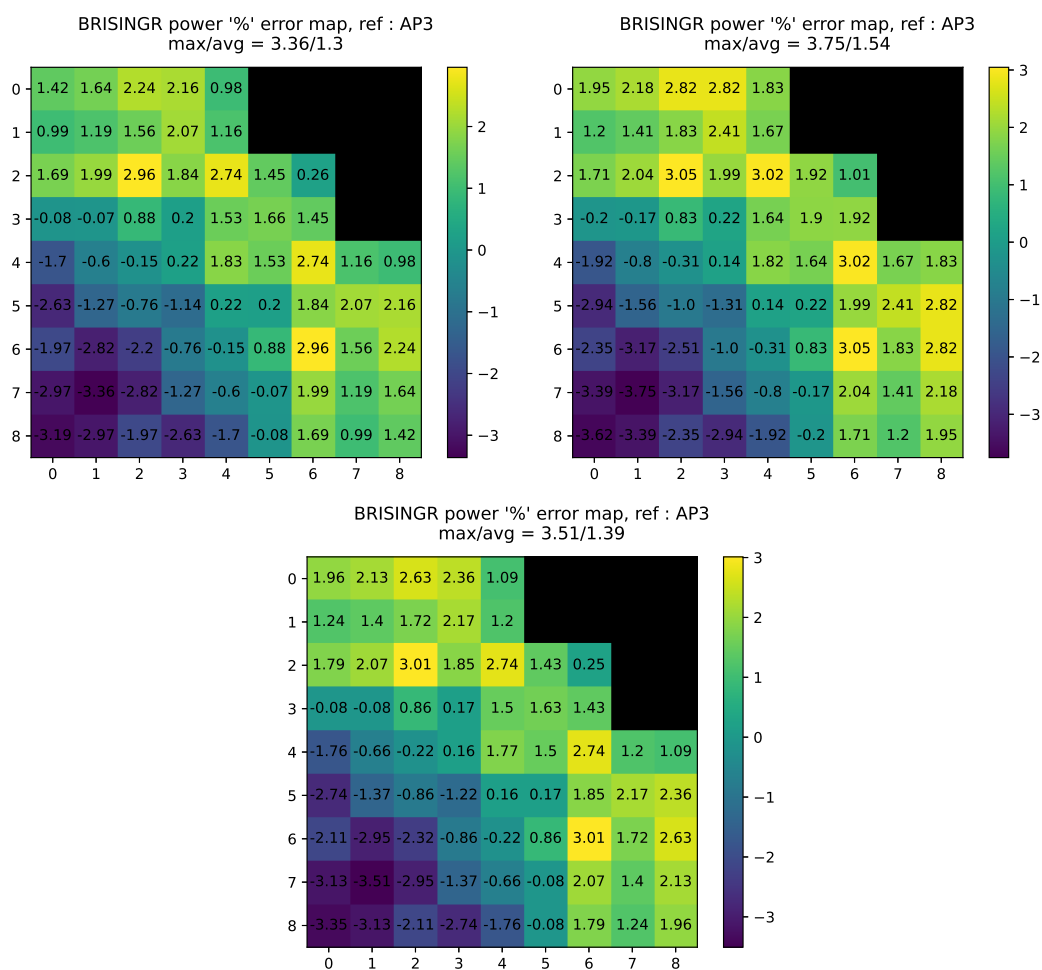 BRISINGR power '%' error map, ref : AP3
max/avg = 3.36/1.3
0 1.42 1.64 2.24 2.16 0.98
1 0.99 1.19 1.56 2.07 1.16
2 1.69 1.99 2.96 1.84 2.74 1.45 0.26
3 -0.08 -0.07 0.88 0.2 1.53 1.66 1.45
4 -1.7 -0.6 -0.15 0.22 1.83 1.53 2.74 1.16 0.98
5 -2.63 -1.27 -0.76 -1.14 0.22 0.2 1.84 2.07 2.16
6 -1.97 -2.82 -2.2 -0.76 -0.15 0.88 2.96 1.56 2.24
7 -2.97 -3.36 -2.82 -1.27 -0.6 -0.07 1.99 1.19 1.64
8 -3.19 -2.97 -1.97 -2.63 -1.7 -0.08 1.69 0.99 1.42
0 1 2 3 4 5 6 7 8
2
1
0
−1
−2
−3
BRISINGR power '%' error map, ref : AP3
max/avg = 3.75/1.54
0 1.95 2.18 2.82 2.82 1.83
1 1.2 1.41 1.83 2.41 1.67
2 1.71 2.04 3.05 1.99 3.02 1.92 1.01
3 -0.2 -0.17 0.83 0.22 1.64 1.9 1.92
4 -1.92 -0.8 -0.31 0.14 1.82 1.64 3.02 1.67 1.83
5 -2.94 -1.56 -1.0 -1.31 0.14 0.22 1.99 2.41 2.82
6 -2.35 -3.17 -2.51 -1.0 -0.31 0.83 3.05 1.83 2.82
7 -3.39 -3.75 -3.17 -1.56 -0.8 -0.17 2.04 1.41 2.18
8 -3.62 -3.39 -2.35 -2.94 -1.92 -0.2 1.71 1.2 1.95
0 1 2 3 4 5 6 7 8
3
2
1
0
−1
−2
−3
BRISINGR power '%' error map, ref : AP3
max/avg = 3.51/1.39
0 1.96 2.13 2.63 2.36 1.09
1 1.24 1.4 1.72 2.17 1.2
2 1.79 2.07 3.01 1.85 2.74 1.43 0.25
3 -0.08 -0.08 0.86 0.17 1.5 1.63 1.43
4 -1.76 -0.66 -0.22 0.16 1.77 1.5 2.74 1.2 1.09
5 -2.74 -1.37 -0.86 -1.22 0.16 0.17 1.85 2.17 2.36
6 -2.11 -2.95 -2.32 -0.86 -0.22 0.86 3.01 1.72 2.63
7 -3.13 -3.51 -2.95 -1.37 -0.66 -0.08 2.07 1.4 2.13
8 -3.35 -3.13 -2.11 -2.74 -1.76 -0.08 1.79 1.24 1.96
0 1 2 3 4 5 6 7 8
3
2
1
0
−1
−2
−3